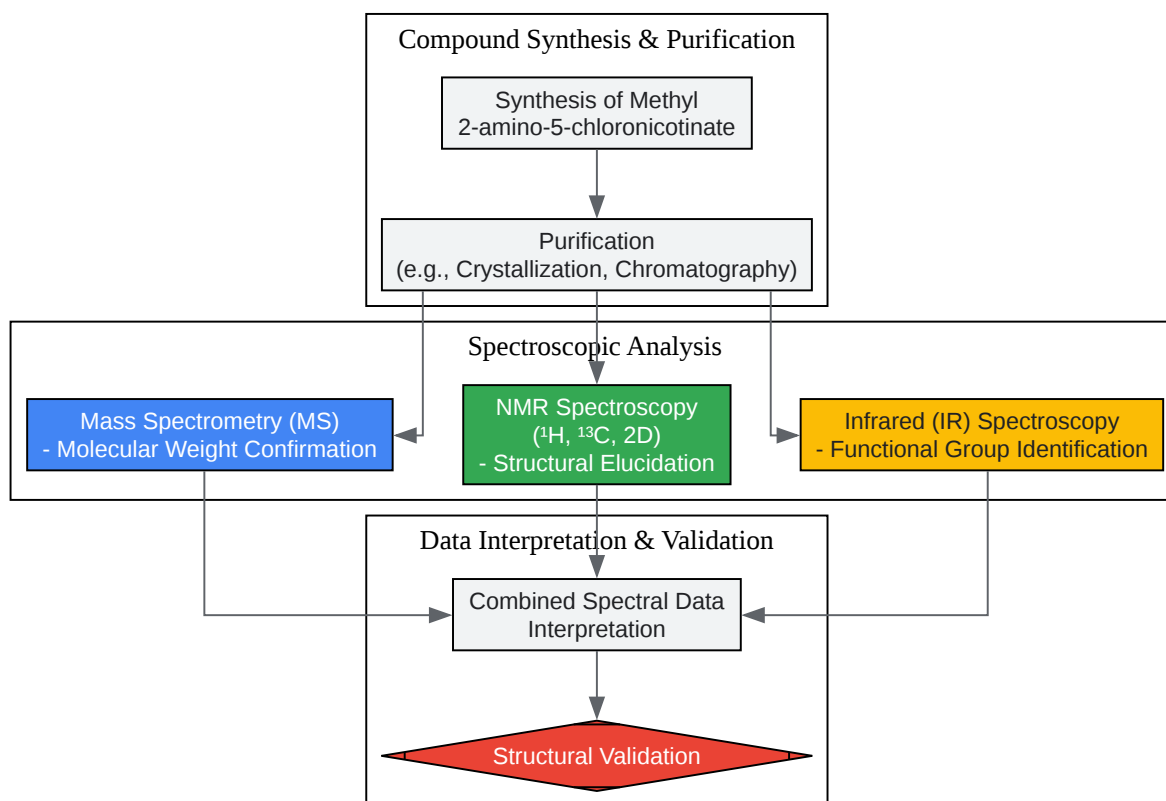 Compound Synthesis & Purification
Synthesis of Methyl
2-amino-5-chloronicotinate
Purification
(e.g., Crystallization, Chromatography)
Spectroscopic Analysis
Mass Spectrometry (MS)
- Molecular Weight Confirmation
NMR Spectroscopy
(¹H, ¹³C, 2D)
- Structural Elucidation
Infrared (IR) Spectroscopy
- Functional Group Identification
Data Interpretation & Validation
Combined Spectral Data
Interpretation
Structural Validation